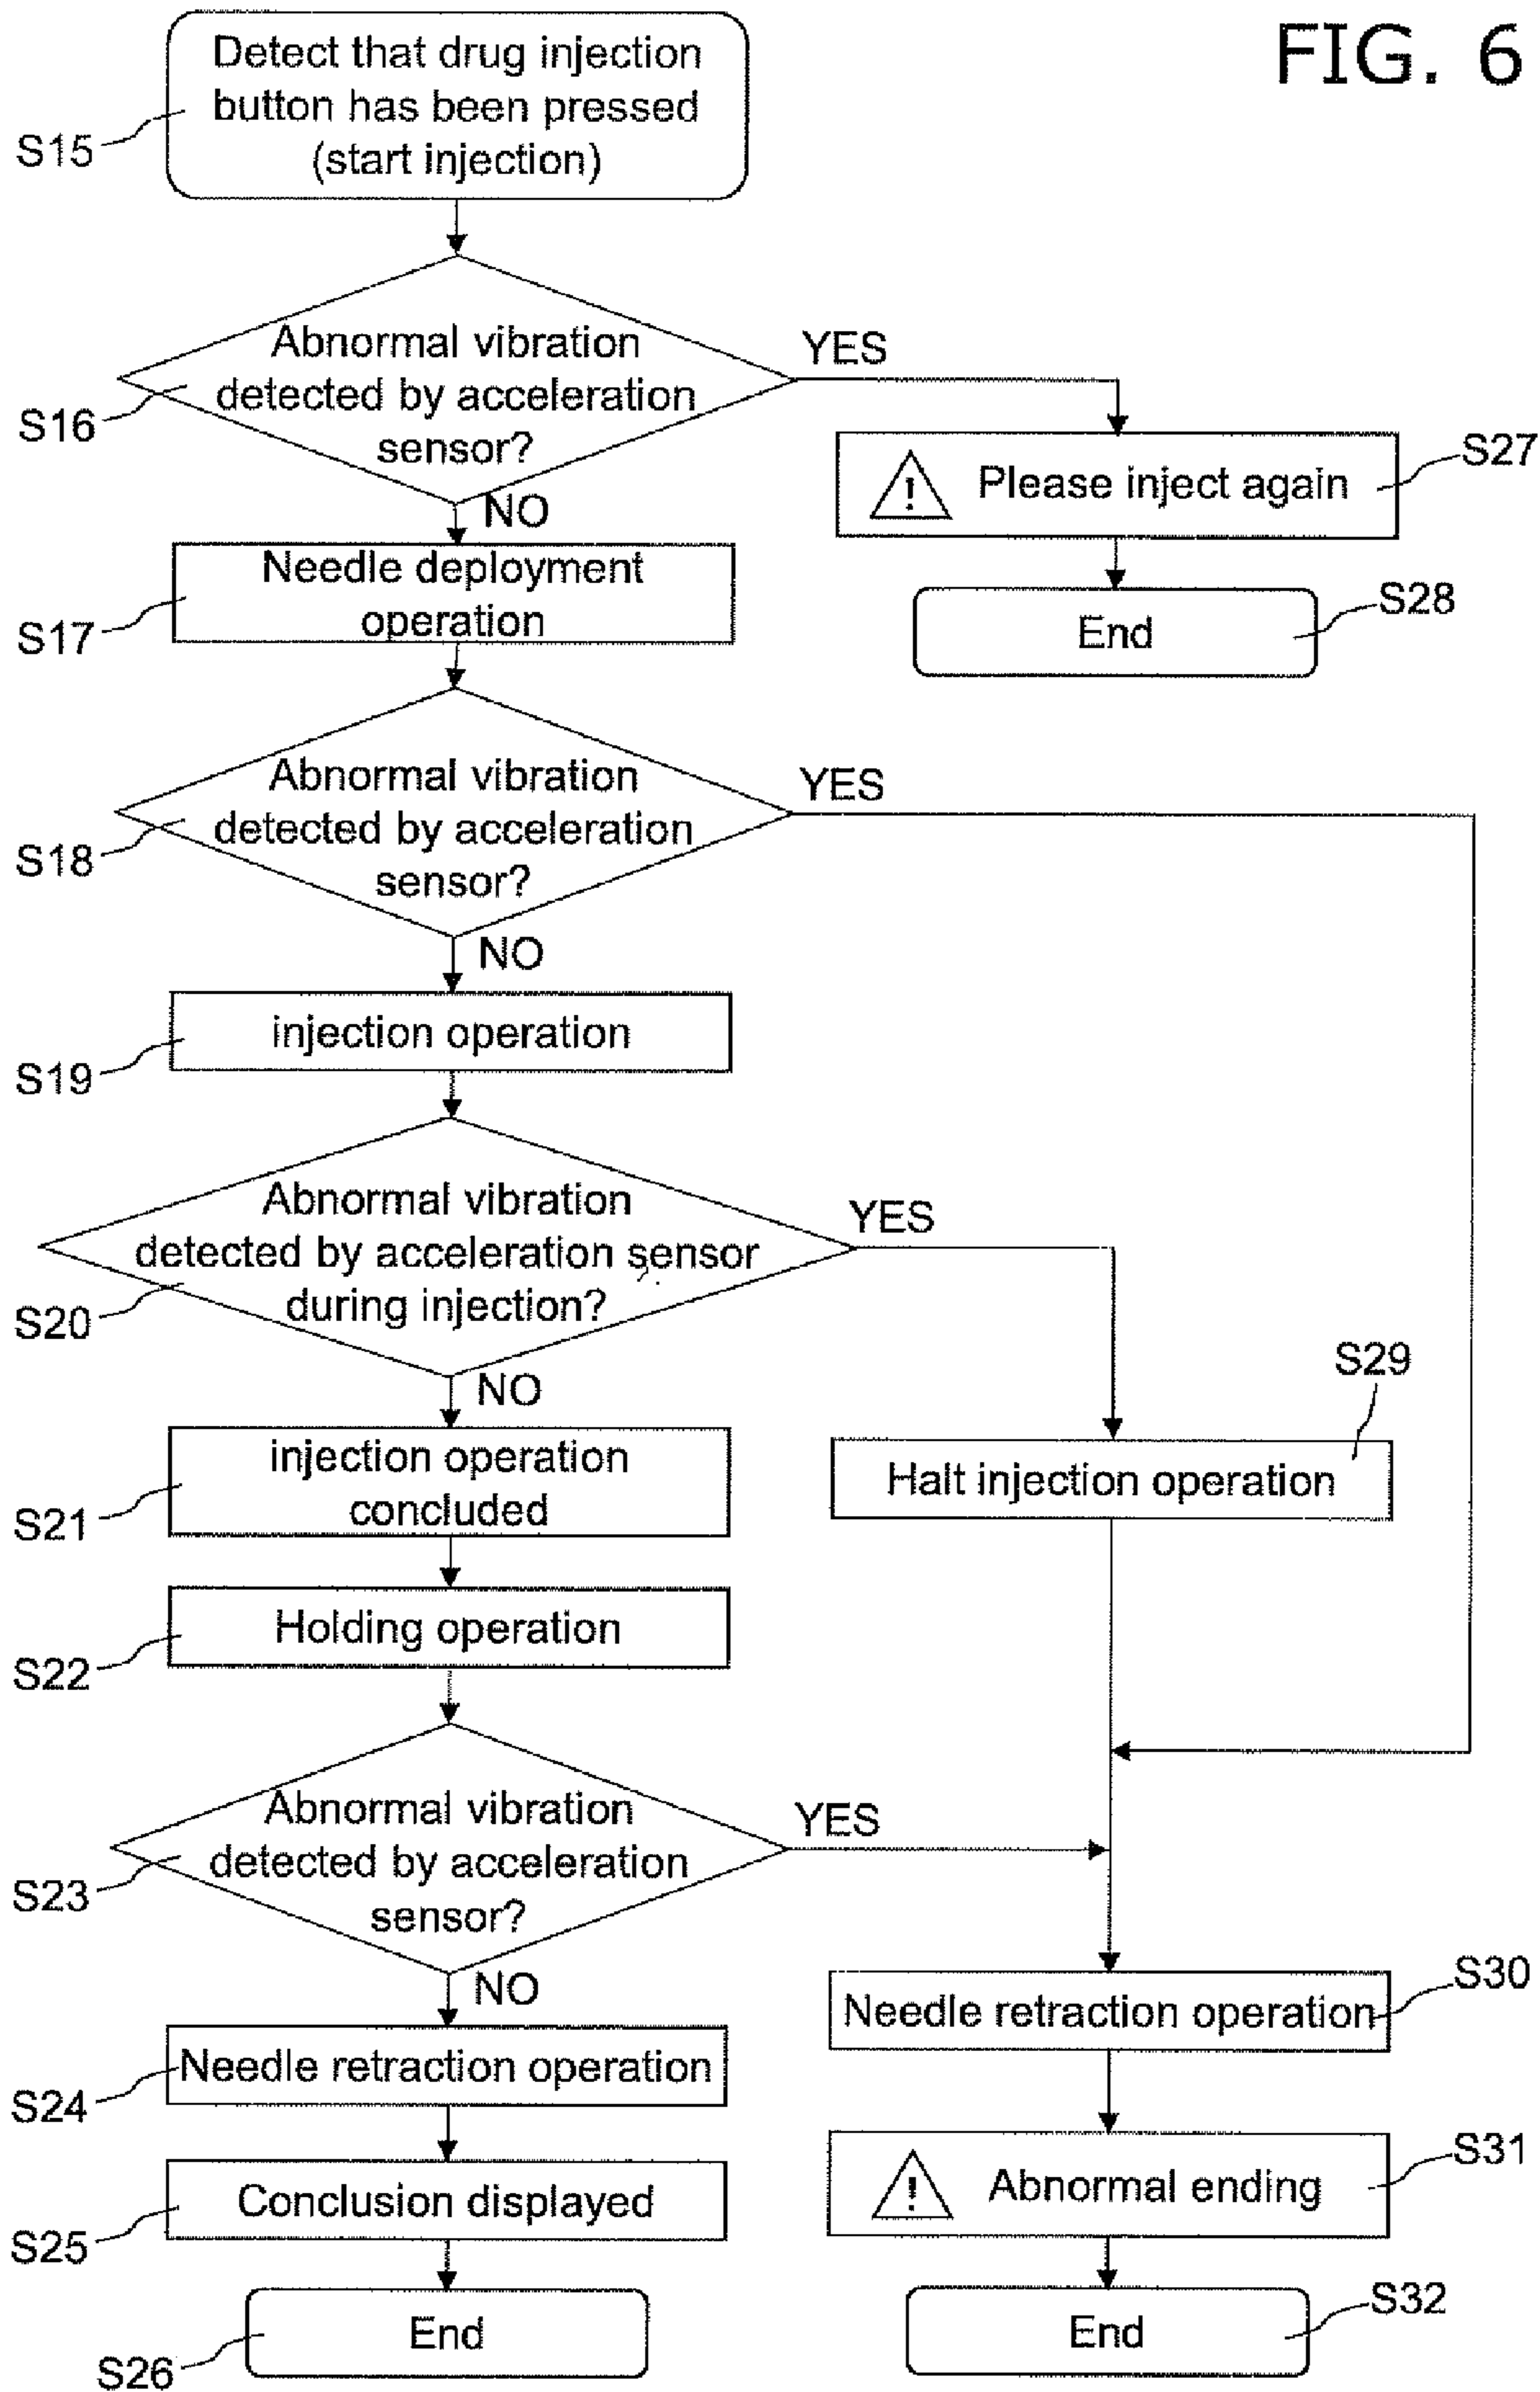 FIG. 6
Detect that drug injection
button has been pressed
(start injection)
S15
Abnormal vibration
detected by acceleration
sensor?
S16
YES
NO
Please inject again
!
S27
End
S28
Needle deployment
operation
S17
Abnormal vibration
detected by acceleration
sensor?
S18
YES
NO
injection operation
S19
Abnormal vibration
detected by acceleration sensor
during injection?
S20
YES
NO
S29
Halt injection operation
injection operation
concluded
S21
Holding operation
S22
Abnormal vibration
detected by acceleration
sensor?
S23
YES
NO
Needle retraction operation
S24
Conclusion displayed
S25
End
S26
Needle retraction operation
S30
!
Abnormal ending
S31
End
S32